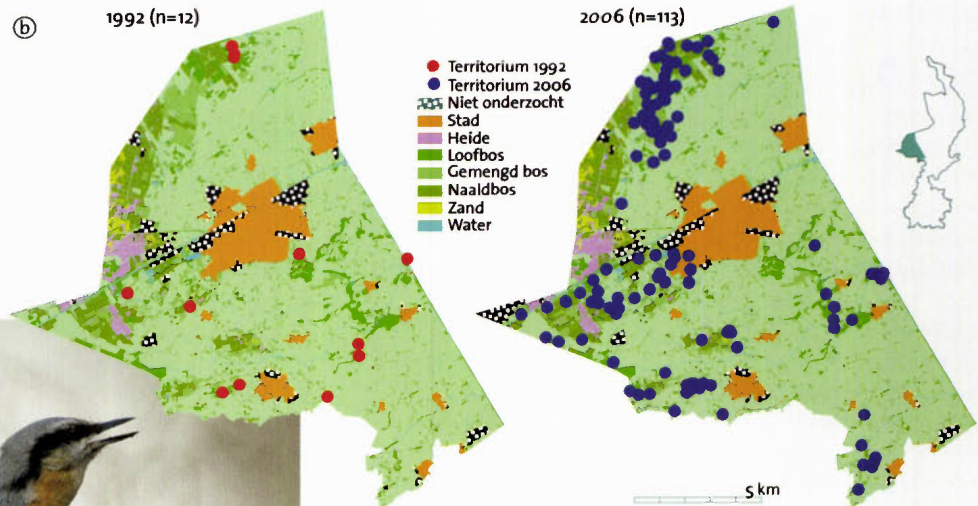 b
1992 (n=12)
2006 (n=113)
Territorium 1992
Territorium 2006
Niet onderzocht
Stad
Heide
Loofbos
Gemengd bos
Naaldbos
Zand
Water
5 km